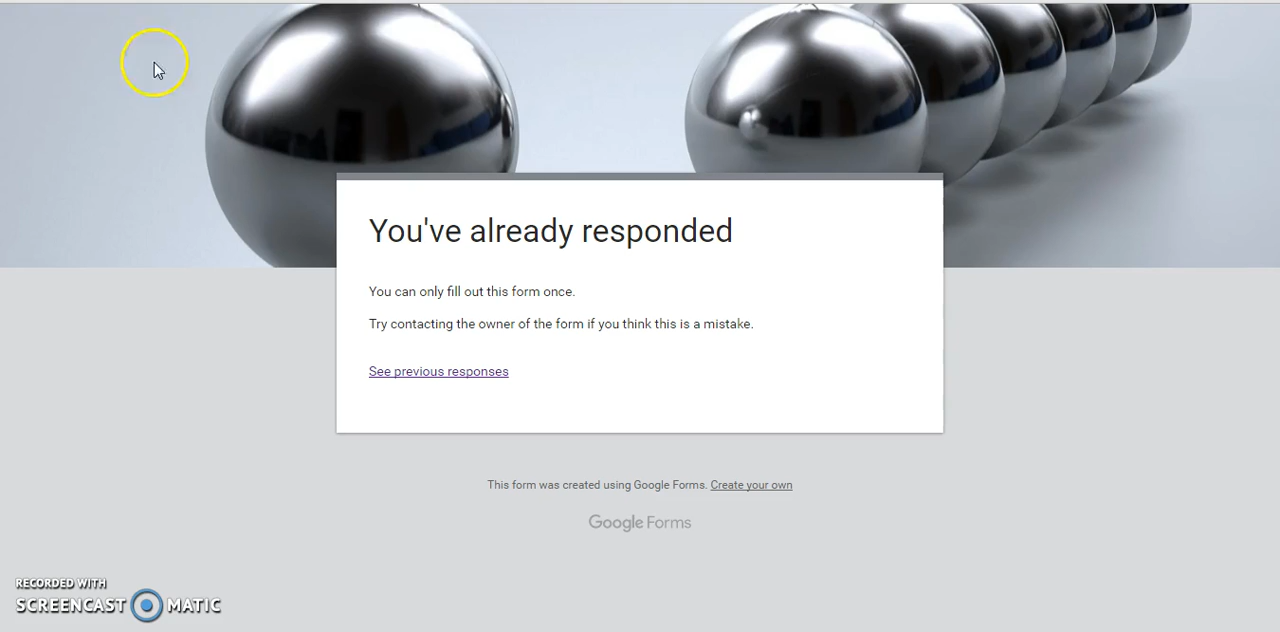 You've already responded
You can only fill out this form once.
Try contacting the owner of the form if you think this is a mistake.
See previous responses
This form was created using Google Forms. Create your own
Google Forms
RECORDED WITH
SCREENCAST MATIC